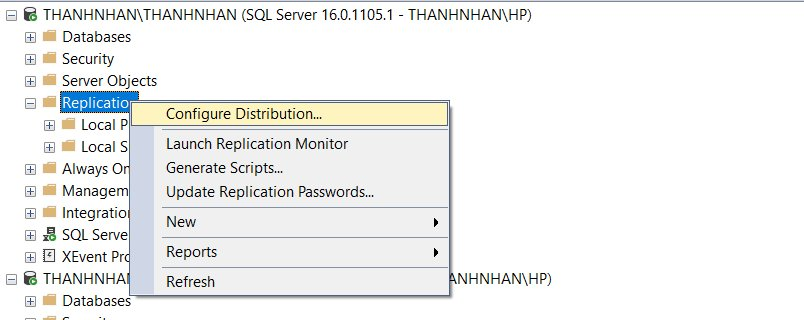 THANHNHAN\THANHNHAN (SQL Server 16.0.1105.1 - THANHNHAN\HP)
Databases
Security
Server Objects
Replication
Configure Distribution...
Local P
Launch Replication Monitor
Local S
Generate Scripts...
Always On
Update Replication Passwords...
Managem
Integration
New
SQL Serve
Reports
XEvent Pro
Refresh
THANHNHAN\HP)
Databases